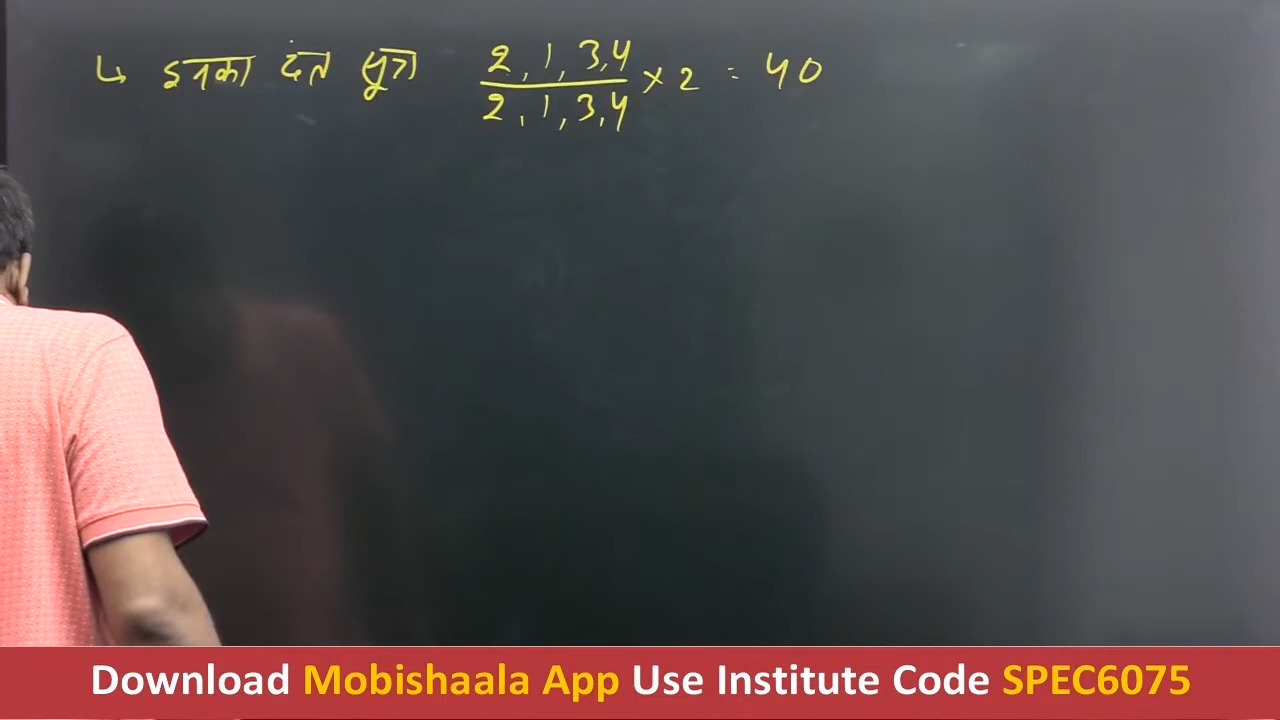 ↳ इनका दंत सूत्र 2, 1, 3, 4 / 2, 1, 3, 4 × 2 = 40
Download Mobishaala App Use Institute Code SPEC6075